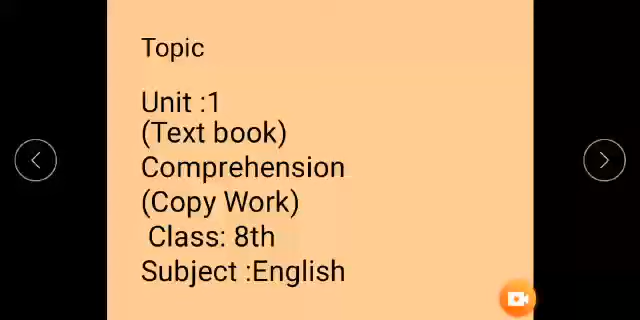 Topic
Unit :1
(Text book)
Comprehension
(Copy Work)
Class: 8th
Subject :English